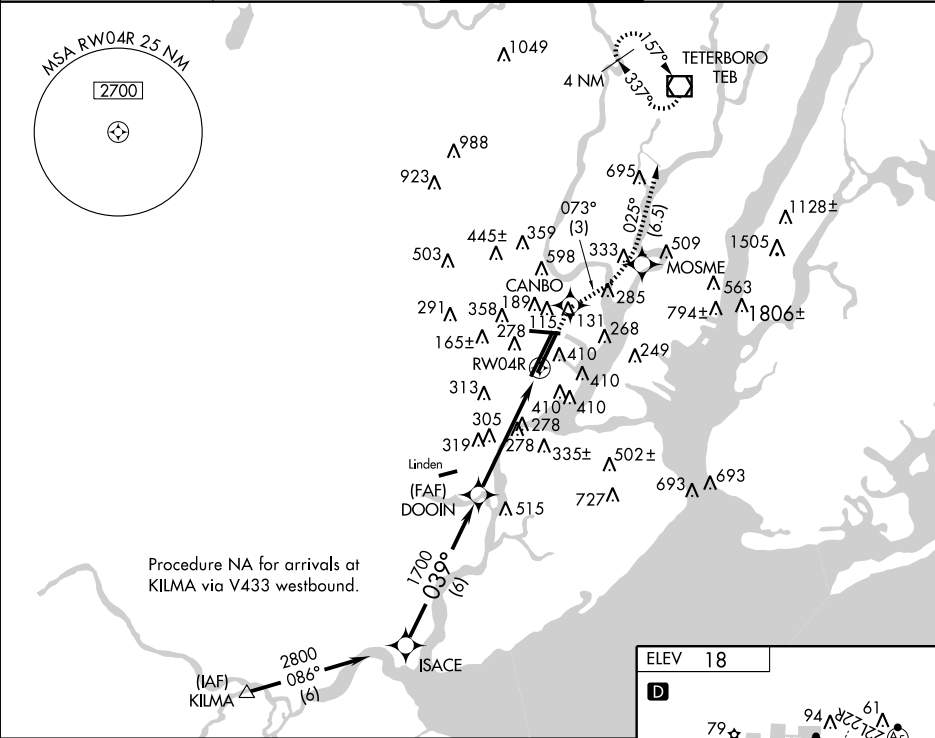 MSA RW04R 25 NM
2700
1049
157°
TETERBORO
TEB
4 NM
337°
988
923
695
073°
(3)
025°
(6.5)
1128±
445±
359
333
509
1505
503
598
MOSME
CANBO
285
563
291
358
189
794±
1806±
278
115
131
268
165±
410
249
RW04R
410
313
410
410
305
278
319
278
335±
502±
Linden
693
693
(FAF)
DOOIN
727
515
Procedure NA for arrivals at
KILMA via V433 westbound.
1700
039°
(6)
2800
086°
(6)
ISACE
(IAF)
KILMA
ELEV 18
D
79
94
61
22R
22L